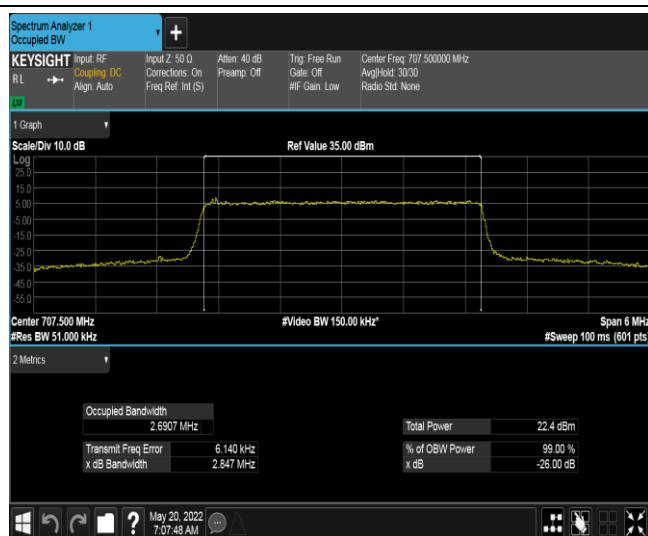 Spectrum Analyzer 1
Occupied BW
KEYSIGHT
RL
LXI
Input: RF
Coupling: DC
Align: Auto
Input Z: 50 Ω
Corrections: On
Freq Ref: Int (S)
Atten: 40 dB
Preamp: Off
Trig: Free Run
Gate: Off
#IF Gain: Low
Center Freq: 707.500000 MHz
Avg|Hold: 30/30
Radio Std: None
1 Graph
Scale/Div 10.0 dB
Ref Value 35.00 dBm
Log
25.0
15.0
5.00
-5.00
-15.0
-25.0
-35.0
-45.0
-55.0
Center 707.500 MHz
#Video BW 150.00 kHz*
Span 6 MHz
#Res BW 51.000 kHz
#Sweep 100 ms (601 pts)
2 Metrics
Occupied Bandwidth
2.6907 MHz
Total Power 22.4 dBm
Transmit Freq Error 6.140 kHz
% of OBW Power 99.00 %
x dB Bandwidth 2.847 MHz
x dB -26.00 dB
May 20, 2022
7:07:48 AM